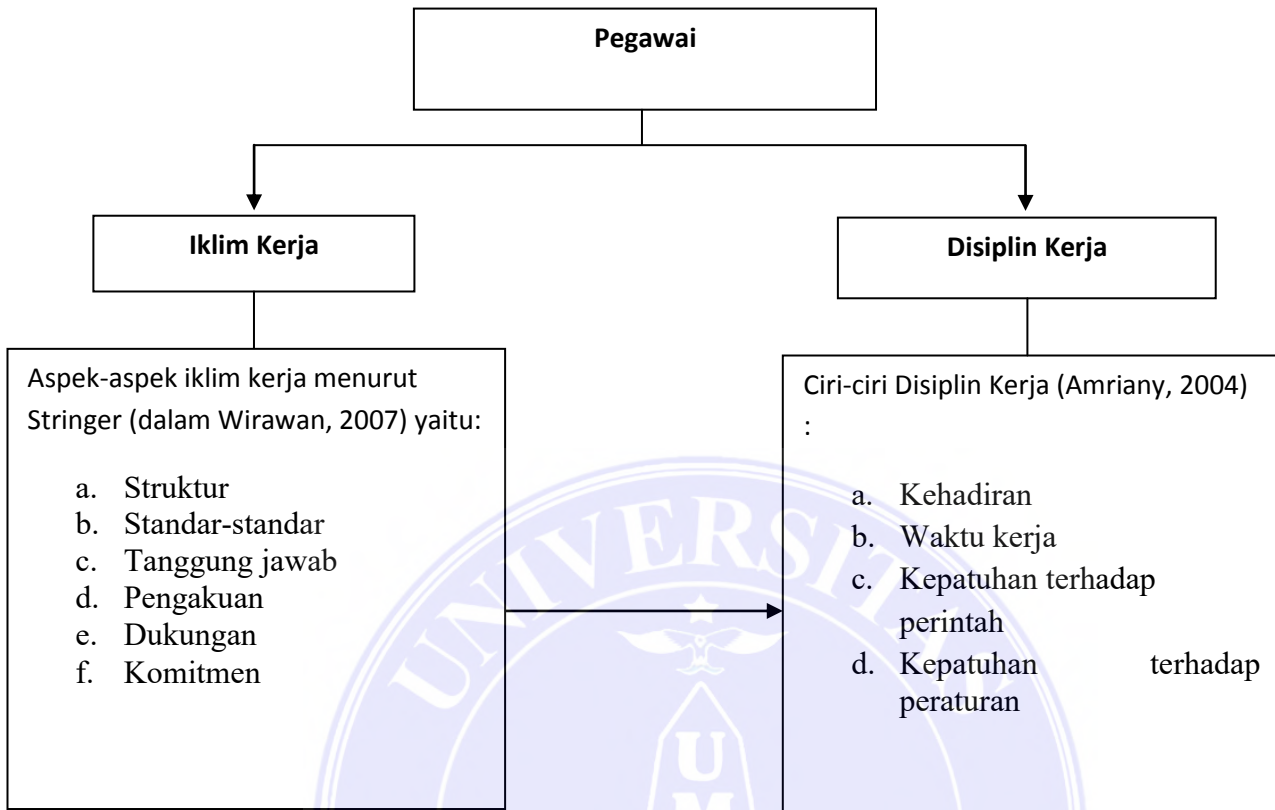 Pegawai
Iklim Kerja
Disiplin Kerja
Aspek-aspek iklim kerja menurut
Stringer (dalam Wirawan, 2007) yaitu:
a. Struktur
b. Standar-standar
c. Tanggung jawab
d. Pengakuan
e. Dukungan
f. Komitmen
Ciri-ciri Disiplin Kerja (Amriany, 2004)
:
a. Kehadiran
b. Waktu kerja
c. Kepatuhan terhadap
perintah
d. Kepatuhan terhadap
peraturan
UNIVERSITAS
U
M